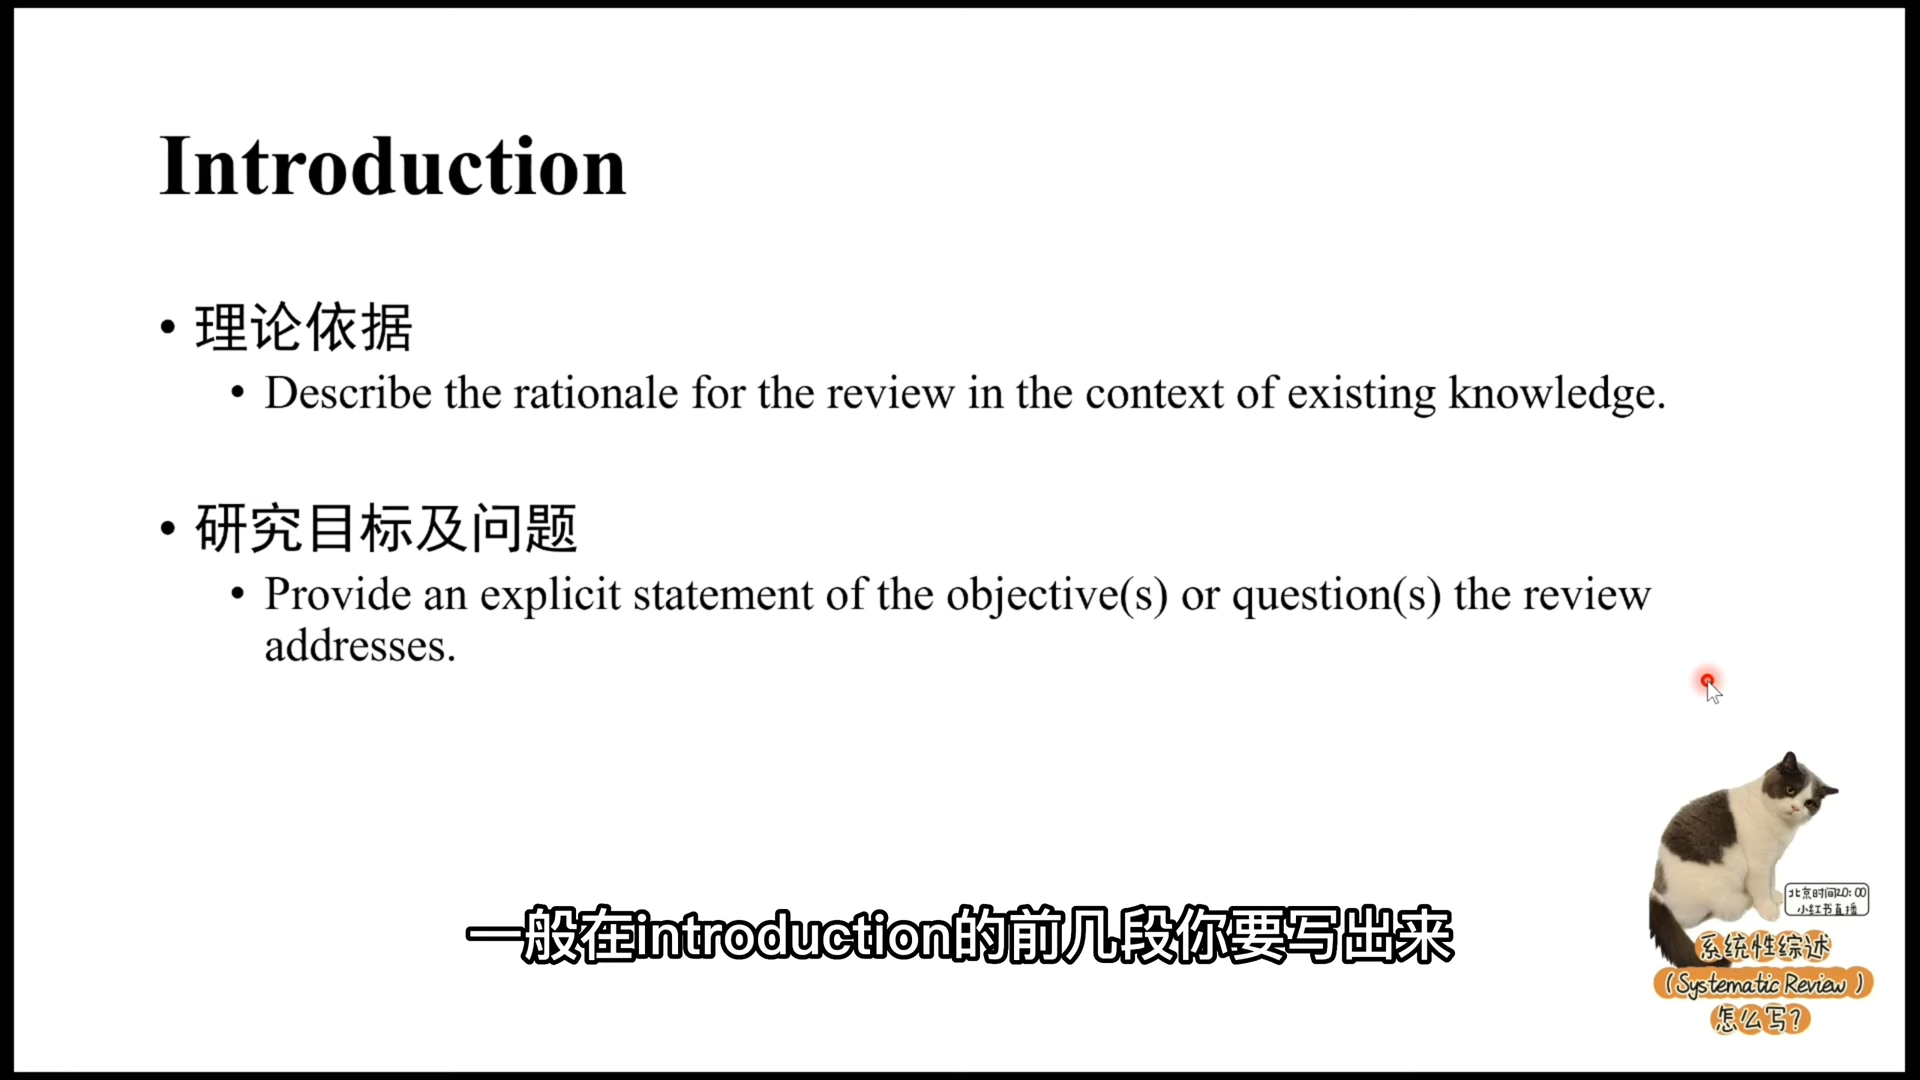 Introduction
• 理论依据
• Describe the rationale for the review in the context of existing knowledge.
• 研究目标及问题
• Provide an explicit statement of the objective(s) or question(s) the review
addresses.
北京时间20:00
小红书直播
一般在introduction的前几段你要写出来
系统性综述
(Systematic Review)
怎么写?